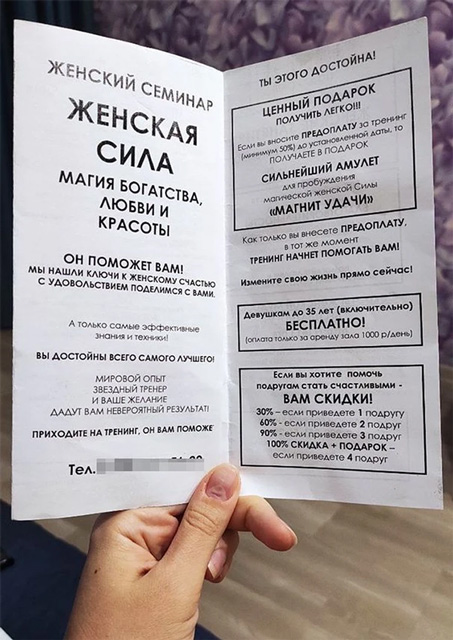 ЖЕНСКИЙ СЕМИНАР
ЖЕНСКАЯ
СИЛА
МАГИЯ БОГАТСТВА,
ЛЮБВИ И
КРАСОТЫ
ОН ПОМОЖЕТ ВАМ!
МЫ НАШЛИ КЛЮЧИ К ЖЕНСКОМУ СЧАСТЬЮ
С УДОВОЛЬСТВИЕМ ПОДЕЛИМСЯ С ВАМИ.
А только самые эффективные
знания и техники!
ВЫ ДОСТОЙНЫ ВСЕГО САМОГО ЛУЧШЕГО!
МИРОВОЙ ОПЫТ
ЗВЕЗДНЫЙ ТРЕНЕР
И ВАШЕ ЖЕЛАНИЕ
ДАДУТ ВАМ НЕВЕРОЯТНЫЙ РЕЗУЛЬТАТ!
ПРИХОДИТЕ НА ТРЕНИНГ, ОН ВАМ ПОМОЖЕ
Тел.
ТЫ ЭТОГО ДОСТОЙНА!
ЦЕННЫЙ ПОДАРОК
ПОЛУЧИТЬ ЛЕГКО!!!
Если вы вносите ПРЕДОПЛАТУ за тренинг
(минимум 50%) до установленной даты, то
ПОЛУЧАЕТЕ В ПОДАРОК
СИЛЬНЕЙШИЙ АМУЛЕТ
для пробуждения
магической женской Силы
«МАГНИТ УДАЧИ»
Как только вы внесете ПРЕДОПЛАТУ,
в тот же момент
ТРЕНИНГ НАЧНЕТ ПОМОГАТЬ ВАМ!
Измените свою жизнь прямо сейчас!
Девушкам до 35 лет (включительно)
БЕСПЛАТНО!
(оплата только за аренду зала 1000 р/день)
Если вы хотите помочь
подругам стать счастливыми -
ВАМ СКИДКИ!
30% – если приведете 1 подругу
60% - если приведете 2 подруг
90% - если приведете 3 подруг
100% СКИДКА + ПОДАРОК –
если приведете 4 подруг